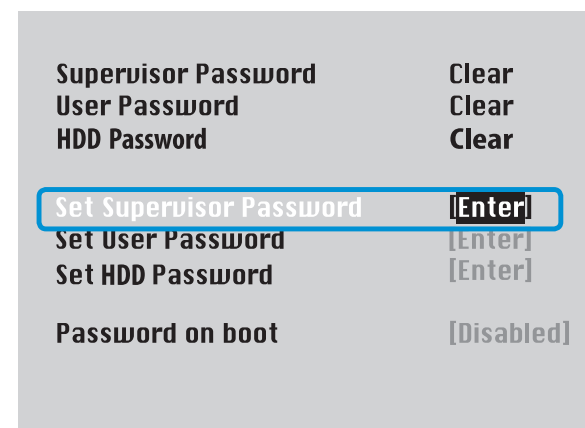 Supervisor Password Clear
User Password Clear
HDD Password Clear
Set Supervisor Password [Enter]
Set User Password [Enter]
Set HDD Password [Enter]
Password on boot [Disabled]